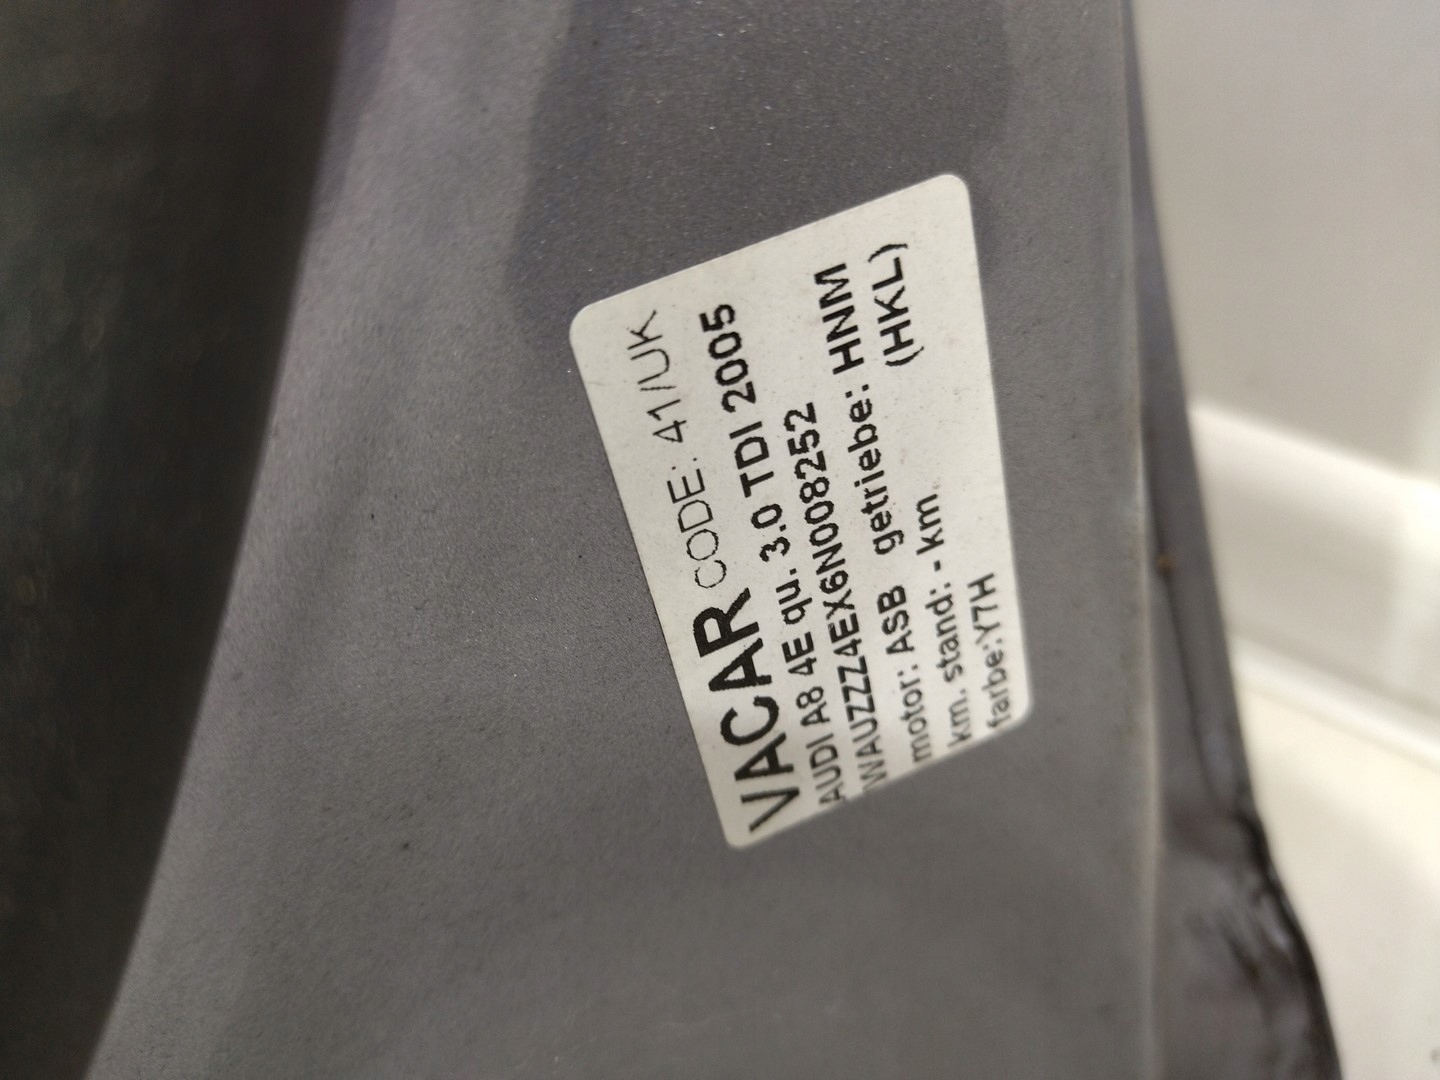 VACAR CODE: 41/UK
AUDI A8 4E qu. 3.0 TDI 2005
WAUZZZ4EX6N008252
motor: ASB getriebe: HNM
(HKL)
km. stand: - km.
farbe: Y7H